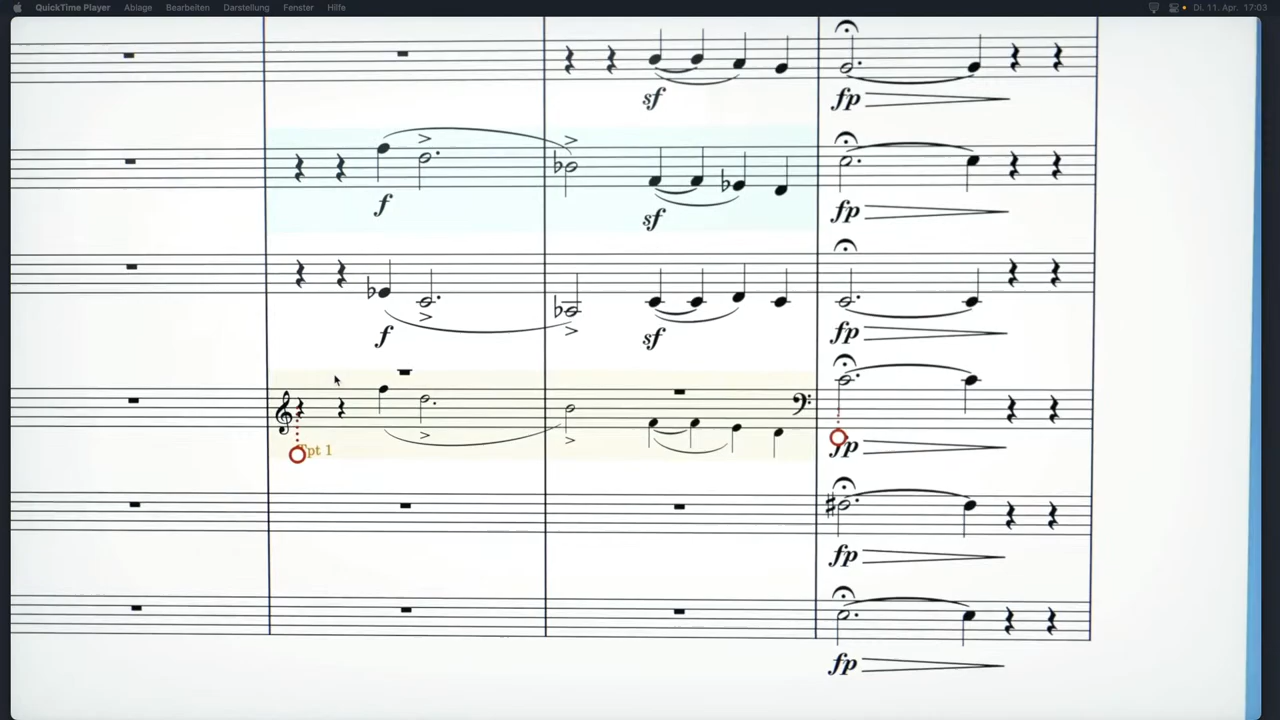 QuickTime Player Ablage Bearbeiten Darstellung Fenster Hilfe Di. 11. Apr. 17:03
sf fp
f sf fp
f sf fp
Tpt 1 fp
fp
fp